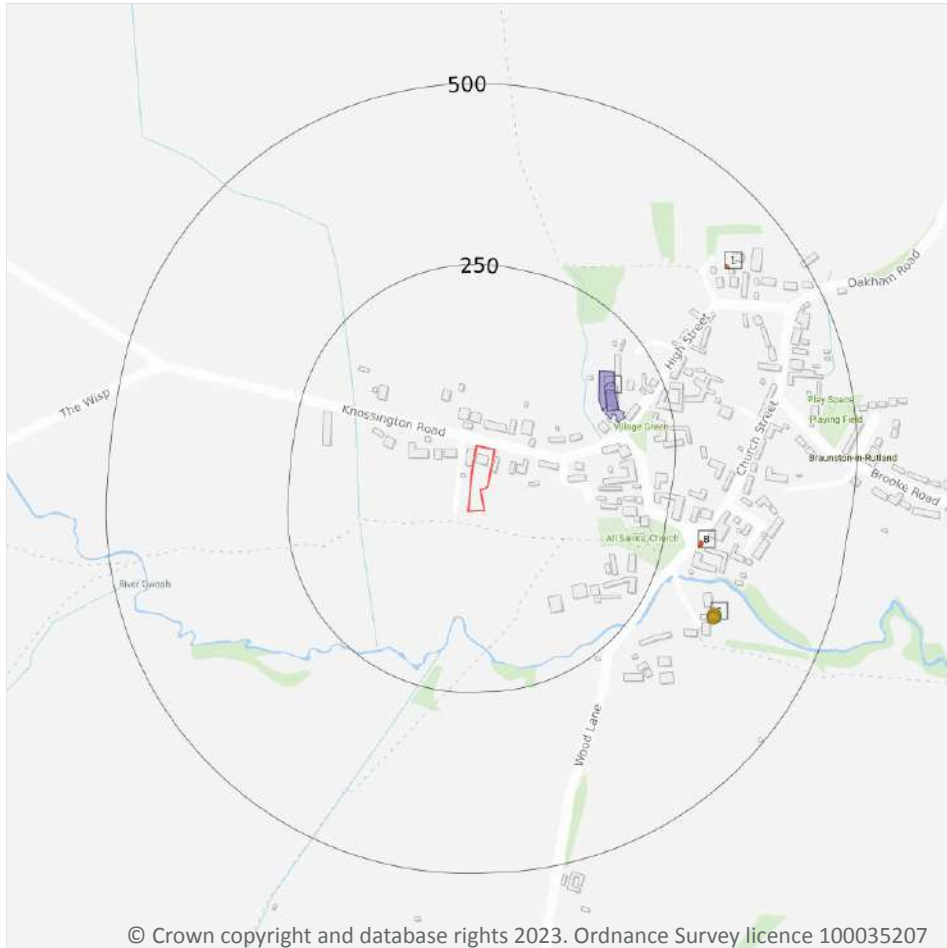 500
250
1
Oakham Road
High Street
The Wisp
Knossington Road
Village Green
Play Space
Playing Field
Church Street
Braunston-in-Rutland
Brooke Road
All Saints Church
8
River Gwash
Wood Lane
© Crown copyright and database rights 2023. Ordnance Survey licence 100035207